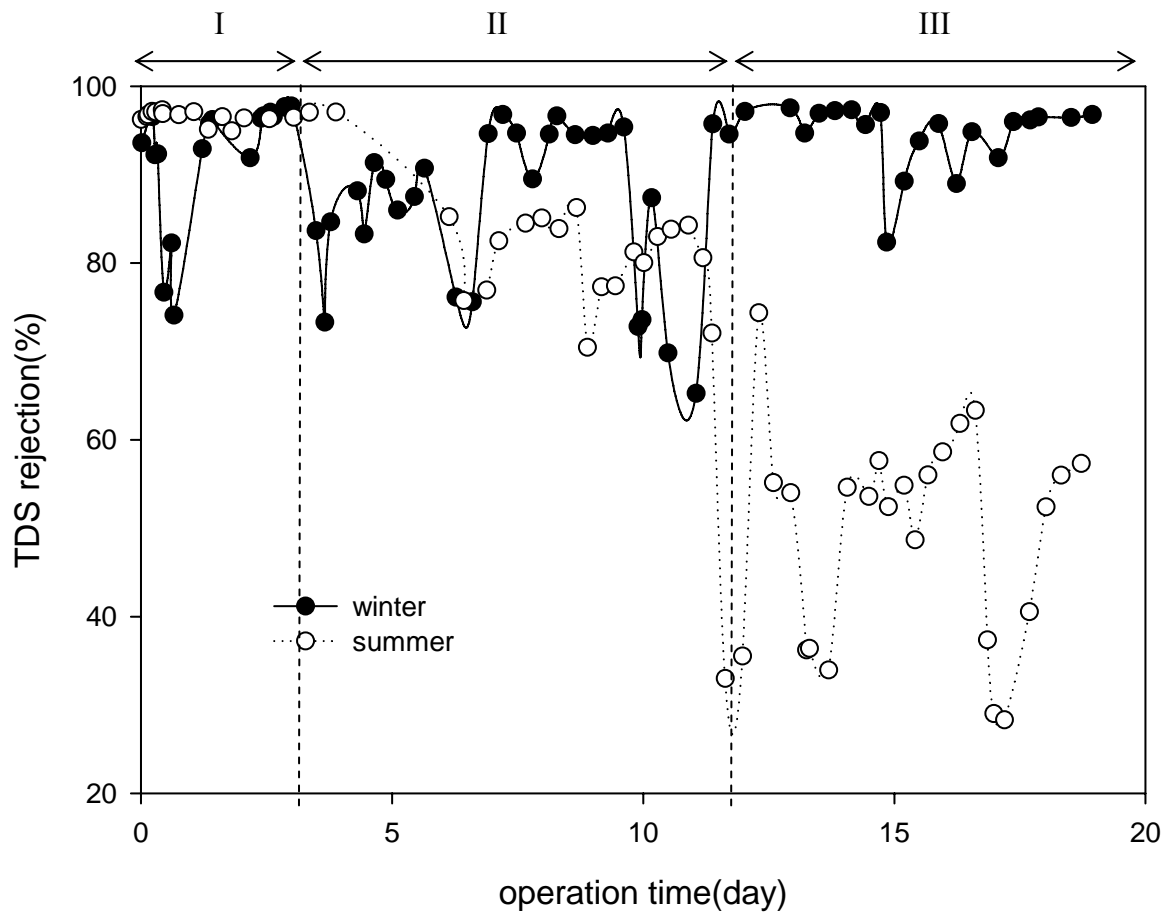 I II III
100
80
60
40
20
TDS rejection(%)
winter
summer
0 5 10 15 20
operation time(day)